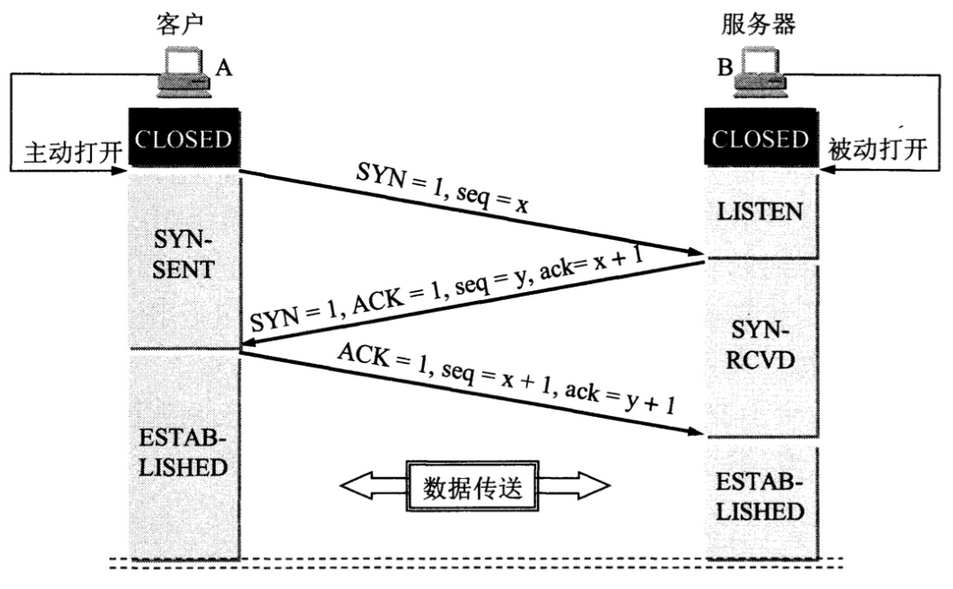 客户
服务器
A
B
CLOSED
CLOSED
主动打开
被动打开
SYN = 1, seq = x
LISTEN
SYN-
SENT
SYN = 1, ACK = 1, seq = y, ack= x + 1
SYN-
RCVD
ACK = 1, seq = x + 1, ack = y + 1
ESTAB-
LISHED
数据传送
ESTAB-
LISHED